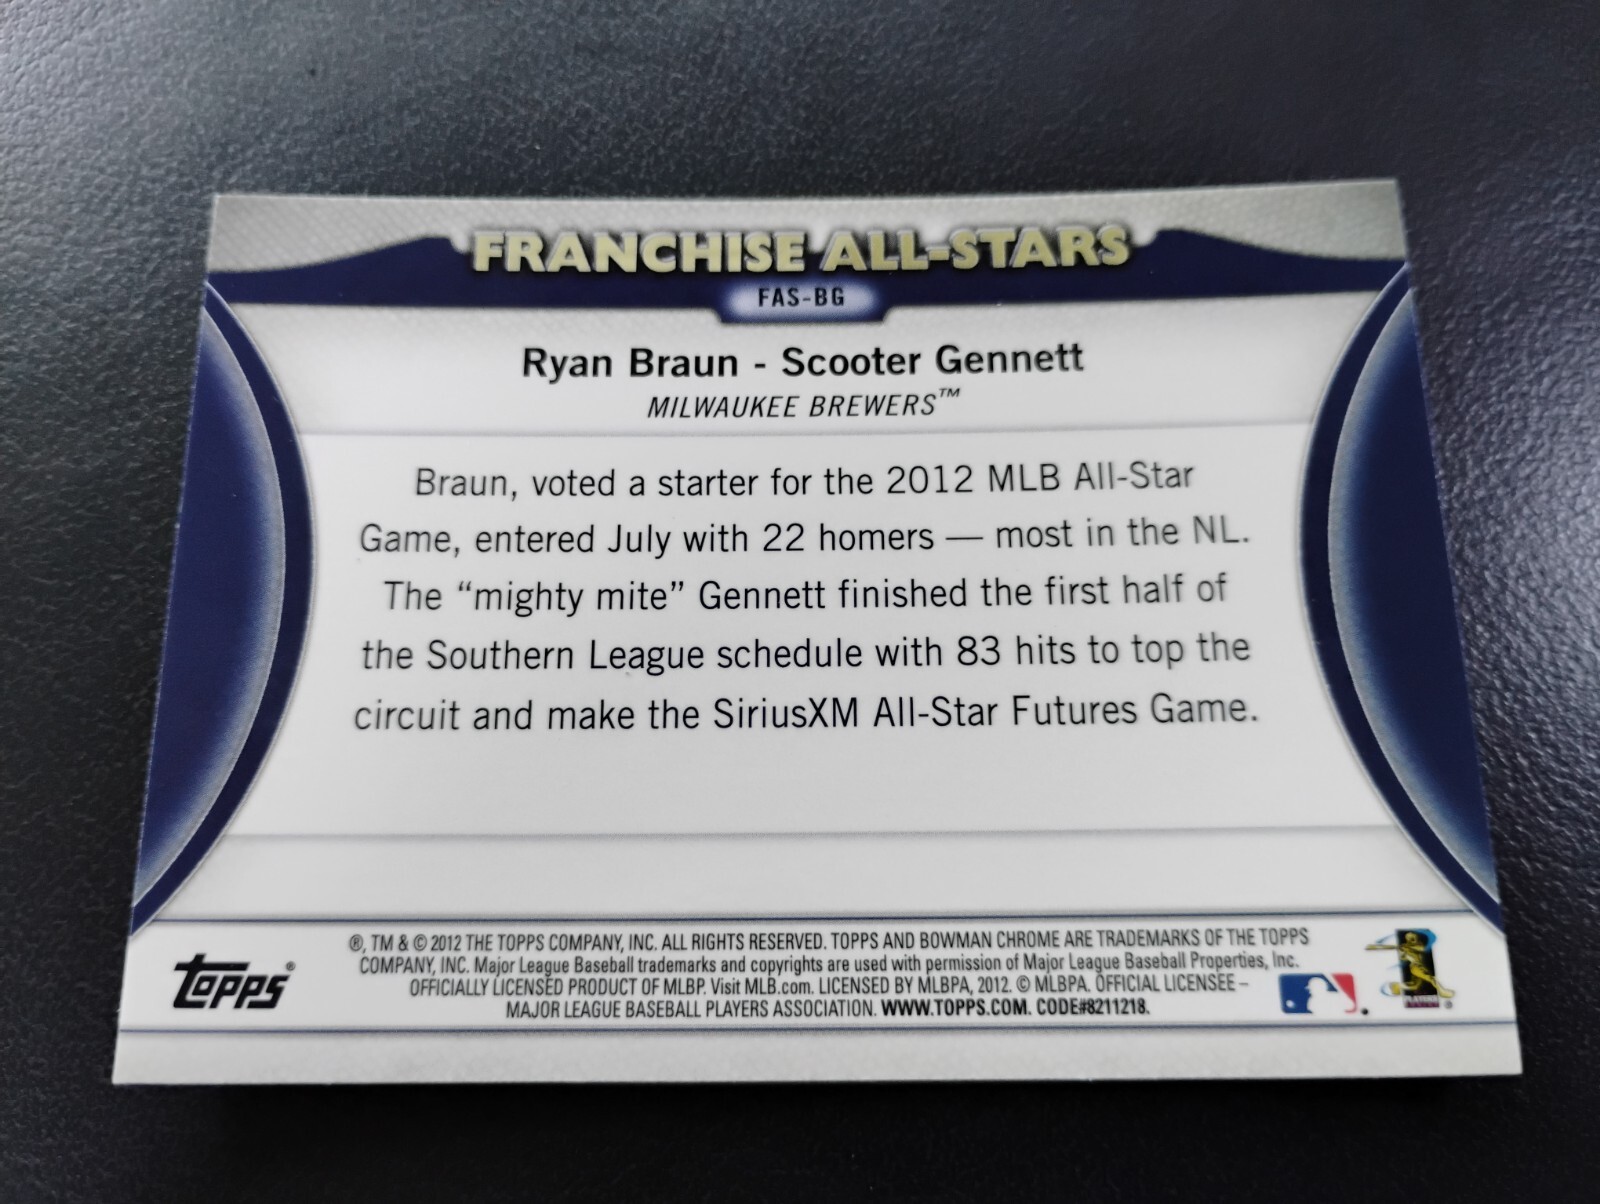 FRANCHISE ALL-STARS
FAS-BG
Ryan Braun - Scooter Gennett
MILWAUKEE BREWERS™
Braun, voted a starter for the 2012 MLB All-Star
Game, entered July with 22 homers — most in the NL.
The “mighty mite” Gennett finished the first half of
the Southern League schedule with 83 hits to top the
circuit and make the SiriusXM All-Star Futures Game.
®, TM & © 2012 THE TOPPS COMPANY, INC. ALL RIGHTS RESERVED. TOPPS AND BOWMAN CHROME ARE TRADEMARKS OF THE TOPPS
COMPANY, INC. Major League Baseball trademarks and copyrights are used with permission of Major League Baseball Properties, Inc.
OFFICIALLY LICENSED PRODUCT OF MLBP. Visit MLB.com. LICENSED BY MLBPA, 2012. © MLBPA. OFFICIAL LICENSEE –
MAJOR LEAGUE BASEBALL PLAYERS ASSOCIATION. WWW.TOPPS.COM. CODE#8211218.
topps®
PLAYERS
®